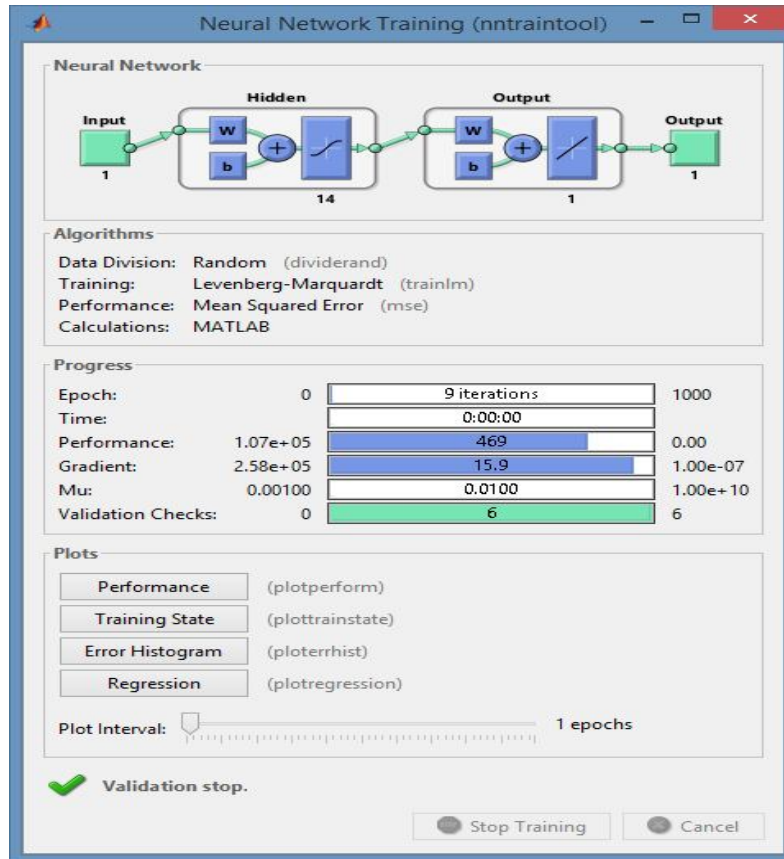 Neural Network Training (nntraintool)
Neural Network
Hidden
Output
Input
W
b
+
W
b
+
Output
1
14
1
1
Algorithms
Data Division: Random (dividerand)
Training: Levenberg-Marquardt (trainlm)
Performance: Mean Squared Error (mse)
Calculations: MATLAB
Progress
Epoch: 0 9 iterations 1000
Time: 0:00:00
Performance: 1.07e+05 469 0.00
Gradient: 2.58e+05 15.9 1.00e-07
Mu: 0.00100 0.0100 1.00e+10
Validation Checks: 0 6 6
Plots
Performance (plotperform)
Training State (plottrainstate)
Error Histogram (ploterrhist)
Regression (plotregression)
Plot Interval: 1 epochs
Validation stop.
Stop Training Cancel